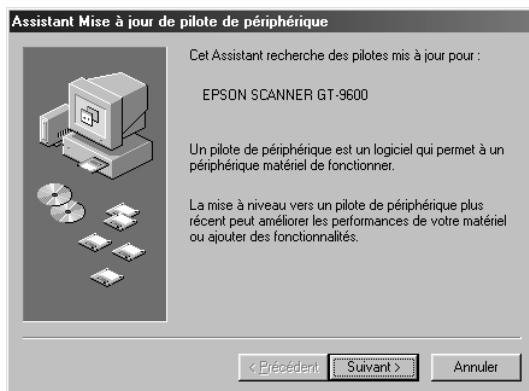 Assistant Mise à jour de pilote de périphérique
Cet Assistant recherche des pilotes mis à jour pour :
EPSON SCANNER GT-9600
Un pilote de périphérique est un logiciel qui permet à un
périphérique matériel de fonctionner.
La mise à niveau vers un pilote de périphérique plus
récent peut améliorer les performances de votre matériel
ou ajouter des fonctionnalités.
< Précédent
Suivant >
Annuler